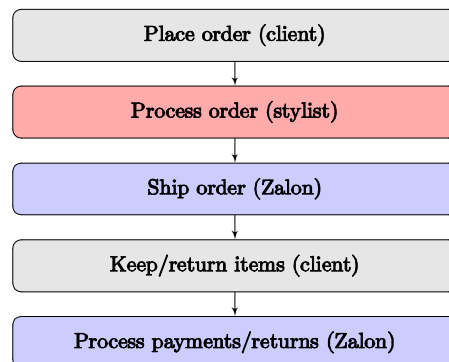 Place order (client)
Process order (stylist)
Ship order (Zalon)
Keep/return items (client)
Process payments/returns (Zalon)